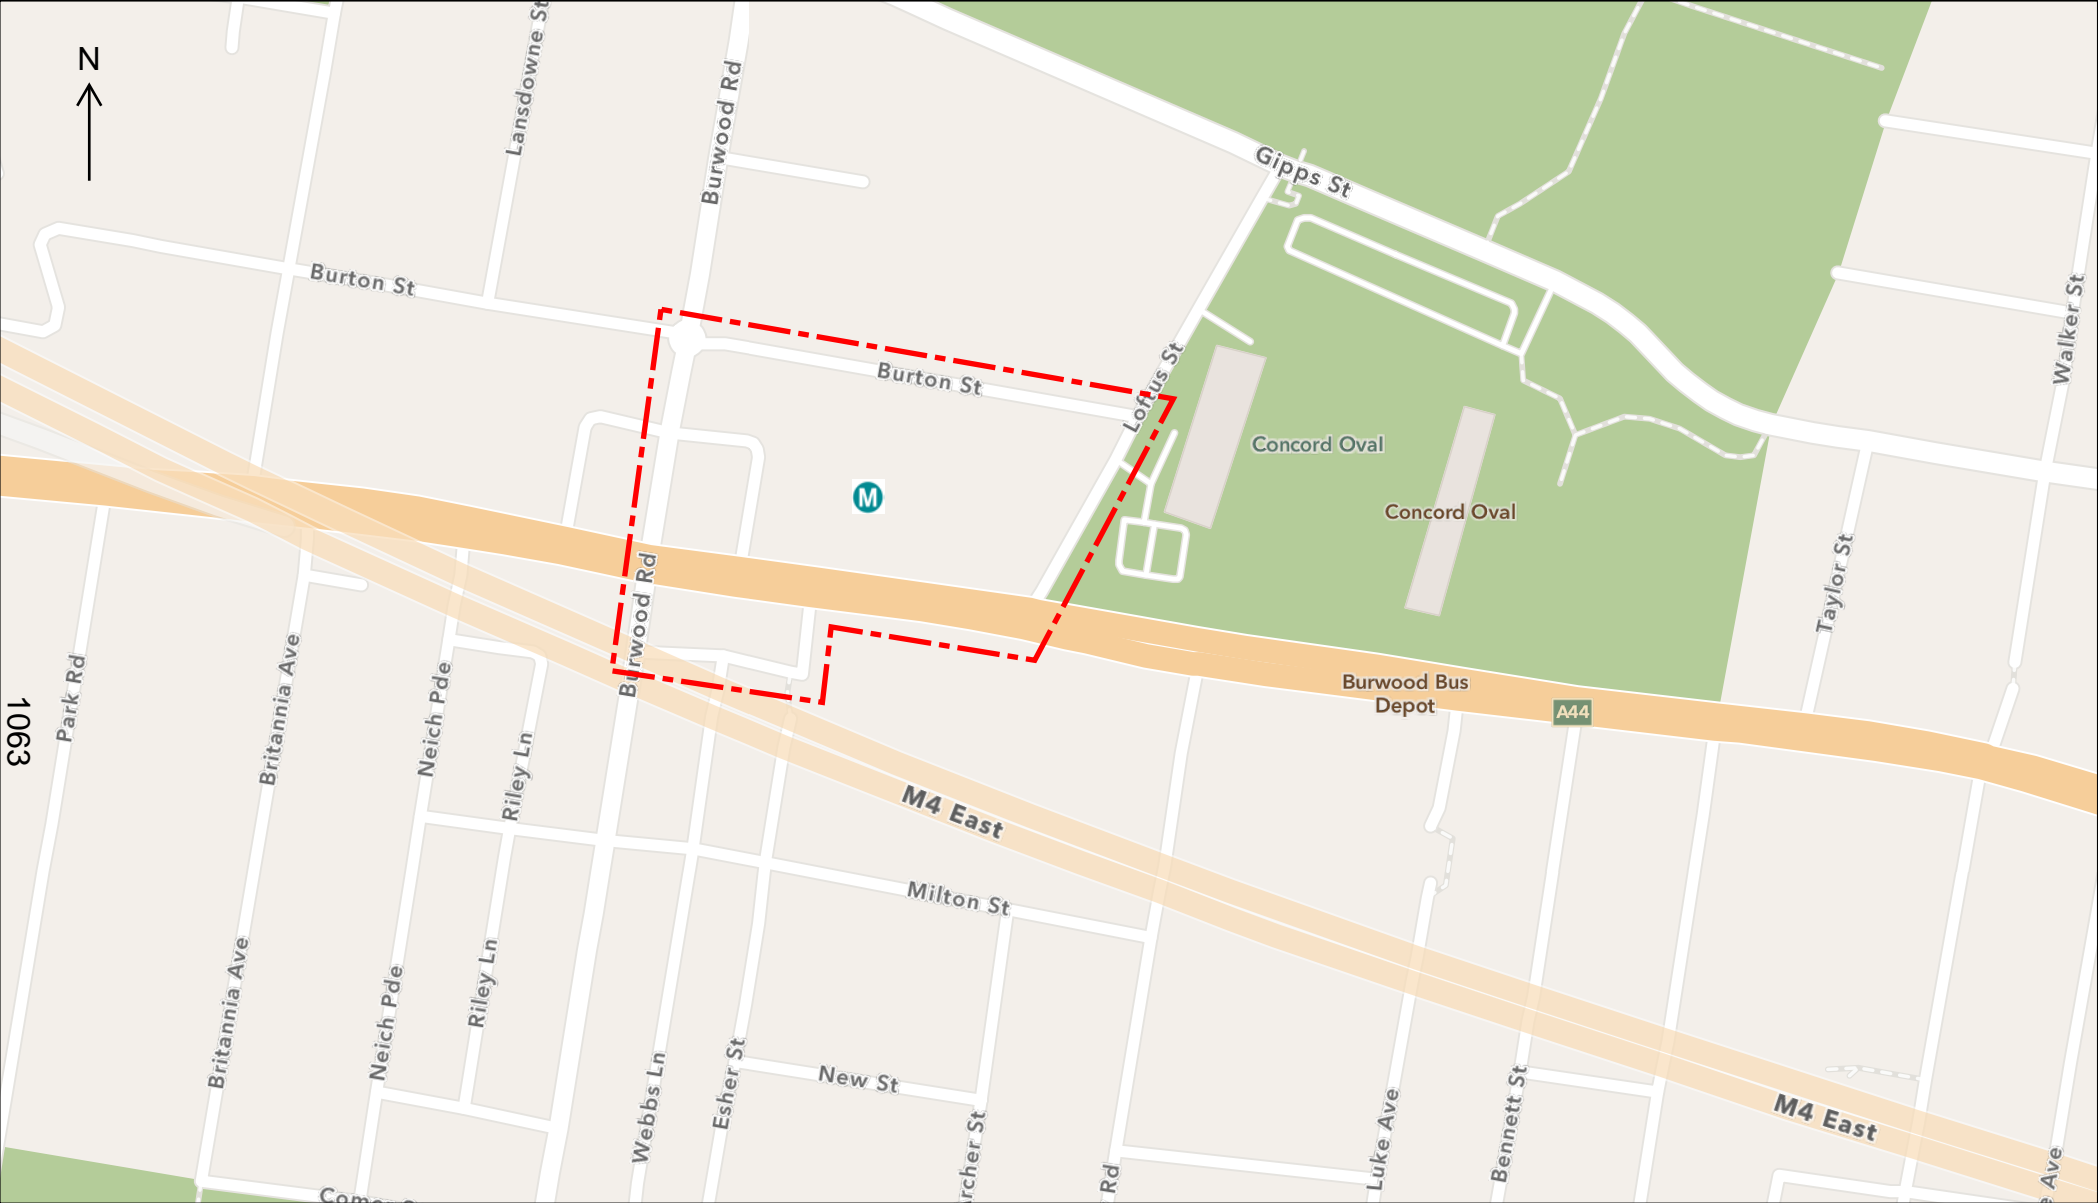 N
Lansdowne St
Burwood Rd
Gipps St
Burton St
Walker St
Burton St
Loftus St
Concord Oval
M
Concord Oval
Taylor St
Burwood Rd
Burwood Bus
Depot
A44
Park Rd
Britannia Ave
Neich Pde
Riley Ln
1063
M4 East
Milton St
Britannia Ave
Neich Pde
Riley Ln
Webbs Ln
Esher St
New St
rcher St
Rd
Luke Ave
Bennett St
M4 East
Ave